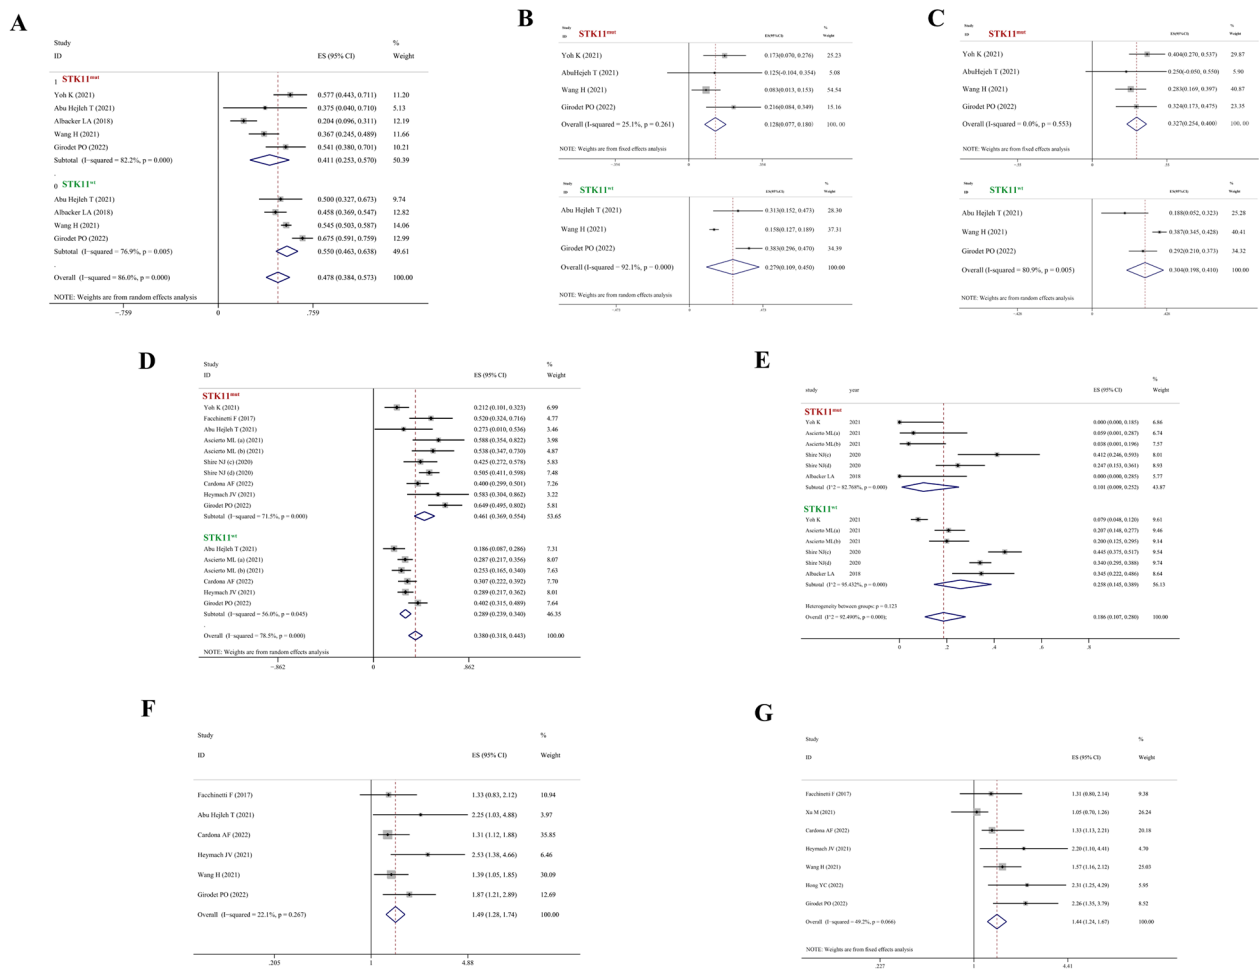 A
Study %
ID ES (95% CI) Weight
1 STK11mut
Yoh K (2021) 0.577 (0.443, 0.711) 11.20
Abu Hejleh T (2021) 0.375 (0.040, 0.710) 5.13
Albacker LA (2018) 0.204 (0.096, 0.311) 12.19
Wang H (2021) 0.367 (0.245, 0.489) 11.66
Girodet PO (2022) 0.541 (0.380, 0.701) 10.21
Subtotal (I-squared = 82.2%, p = 0.000) 0.411 (0.253, 0.570) 50.39
.
0 STK11wt
Abu Hejleh T (2021) 0.500 (0.327, 0.673) 9.74
Albacker LA (2018) 0.458 (0.369, 0.547) 12.82
Wang H (2021) 0.545 (0.503, 0.587) 14.06
Girodet PO (2022) 0.675 (0.591, 0.759) 12.99
Subtotal (I-squared = 76.9%, p = 0.005) 0.550 (0.463, 0.638) 49.61
.
Overall (I-squared = 86.0%, p = 0.000) 0.478 (0.384, 0.573) 100.00
NOTE: Weights are from random effects analysis
-.759 0 .759
B
Study %
ID STK11mut ES(95%CI) Weight
Yoh K (2021) 0.173(0.070, 0.276) 25.23
AbuHejeh T (2021) 0.125(-0.104, 0.354) 5.08
Wang H (2021) 0.083(0.013, 0.153) 54.54
Girodet PO (2022) 0.216(0.084, 0.349) 15.16
Overall (I-squared = 25.1%, p = 0.261) 0.128(0.077, 0.180) 100, 00
NOTE: Weights are from fixed effects analysis
Study %
ID STK11wt ES(95%CI) Weight
Abu Hejleh T (2021) 0.313(0.152, 0.473) 28.30
Wang H (2021) 0.158(0.127, 0.189) 37.31
Girodet PO (2022) 0.383(0.296, 0.470) 34.39
Overall (I-squared = 92.1%, p = 0.000) 0.279(0.109, 0.450) 100.00
NOTE: Weights are from random effects analysis
C
Study %
ID STK11mut ES(95%CI) Weight
Yoh K (2021) 0.404(0.270, 0.537) 29.87
AbuHejeh T (2021) 0.250(-0.050, 0.550) 5.90
Wang H (2021) 0.283(0.169, 0.397) 40.87
Girodet PO (2022) 0.324(0.173, 0.475) 23.35
Overall (I-squared = 0.0%, p = 0.553) 0.327(0.254, 0.400) 100, 00
NOTE: Weights are from fixed effects analysis
Study %
ID STK11wt ES(95%CI) Weight
Abu Hejleh T (2021) 0.188(0.052, 0.323) 25.28
Wang H (2021) 0.387(0.345, 0.428) 40.41
Girodet PO (2022) 0.292(0.210, 0.373) 34.32
Overall (I-squared = 80.9%, p = 0.005) 0.304(0.198, 0.410) 100.00
NOTE: Weights are from random effects analysis
D
Study %
ID ES (95% CI) Weight
STK11mut
Yoh K (2021) 0.212 (0.101, 0.323) 6.99
Facchinetti F (2017) 0.520 (0.324, 0.716) 4.77
Abu Hejleh T (2021) 0.273 (0.010, 0.536) 3.46
Ascierto ML (a) (2021) 0.588 (0.354, 0.822) 3.98
Ascierto ML (b) (2021) 0.538 (0.347, 0.730) 4.87
Shire NJ (c) (2020) 0.425 (0.272, 0.578) 5.83
Shire NJ (d) (2020) 0.505 (0.411, 0.598) 7.48
Cardona AF (2022) 0.400 (0.299, 0.501) 7.26
Heymach JV (2021) 0.583 (0.304, 0.862) 3.22
Girodet PO (2022) 0.649 (0.495, 0.802) 5.81
Subtotal (I-squared = 71.5%, p = 0.000) 0.461 (0.369, 0.554) 53.65
STK11wt
Abu Hejleh T (2021) 0.186 (0.087, 0.286) 7.31
Ascierto ML (a) (2021) 0.287 (0.217, 0.356) 8.07
Ascierto ML (b) (2021) 0.253 (0.165, 0.340) 7.63
Cardona AF (2022) 0.307 (0.222, 0.392) 7.70
Heymach JV (2021) 0.289 (0.217, 0.362) 8.01
Girodet PO (2022) 0.402 (0.315, 0.489) 7.64
Subtotal (I-squared = 56.0%, p = 0.045) 0.289 (0.239, 0.340) 46.35
.
Overall (I-squared = 78.5%, p = 0.000) 0.380 (0.318, 0.443) 100.00
NOTE: Weights are from random effects analysis
-.862 0 .862
E
%
study year ES (95% CI) Weight
STK11mut
Yoh K 2021 0.000 (0.000, 0.185) 6.86
Ascierto ML(a) 2021 0.059 (0.001, 0.287) 6.74
Ascierto ML(b) 2021 0.038 (0.001, 0.196) 7.57
Shire NJ(c) 2020 0.412 (0.246, 0.593) 8.01
Shire NJ(d) 2020 0.247 (0.153, 0.361) 8.93
Albacker LA 2018 0.000 (0.000, 0.285) 5.77
Subtotal (I^2 = 82.768%, p = 0.000) 0.101 (0.009, 0.252) 43.87
STK11wt
Yoh K 2021 0.079 (0.048, 0.120) 9.61
Ascierto ML(a) 2021 0.207 (0.148, 0.277) 9.46
Ascierto ML(b) 2021 0.200 (0.125, 0.295) 9.14
Shire NJ(c) 2020 0.445 (0.375, 0.517) 9.54
Shire NJ(d) 2020 0.340 (0.295, 0.388) 9.74
Albacker LA 2018 0.345 (0.222, 0.486) 8.64
Subtotal (I^2 = 95.432%, p = 0.000) 0.258 (0.145, 0.389) 56.13
Heterogeneity between groups: p = 0.123
Overall (I^2 = 92.499%, p = 0.000); 0.186 (0.107, 0.280) 100.00
0 .2 .4 .6 .8
F
Study %
ID ES (95% CI) Weight
Facchinetti F (2017) 1.33 (0.83, 2.12) 10.94
Abu Hejleh T (2021) 2.25 (1.03, 4.88) 3.97
Cardona AF (2022) 1.31 (1.12, 1.88) 35.85
Heymach JV (2021) 2.53 (1.38, 4.66) 6.46
Wang H (2021) 1.39 (1.05, 1.85) 30.09
Girodet PO (2022) 1.87 (1.21, 2.89) 12.69
Overall (I-squared = 22.1%, p = 0.267) 1.49 (1.28, 1.74) 100.00
.205 1 4.88
G
Study %
ID ES (95% CI) Weight
Facchinetti F (2017) 1.31 (0.80, 2.14) 9.38
Xu M (2021) 1.05 (0.70, 1.26) 26.24
Cardona AF (2022) 1.33 (1.13, 2.21) 20.18
Heymach JV (2021) 2.20 (1.10, 4.41) 4.70
Wang H (2021) 1.57 (1.16, 2.12) 25.03
Hong YC (2022) 2.31 (1.25, 4.29) 5.95
Girodet PO (2022) 2.26 (1.35, 3.79) 8.52
Overall (I-squared = 49.2%, p = 0.066) 1.44 (1.24, 1.67) 100.00
NOTE: Weights are from fixed effects analysis
.227 1 4.41